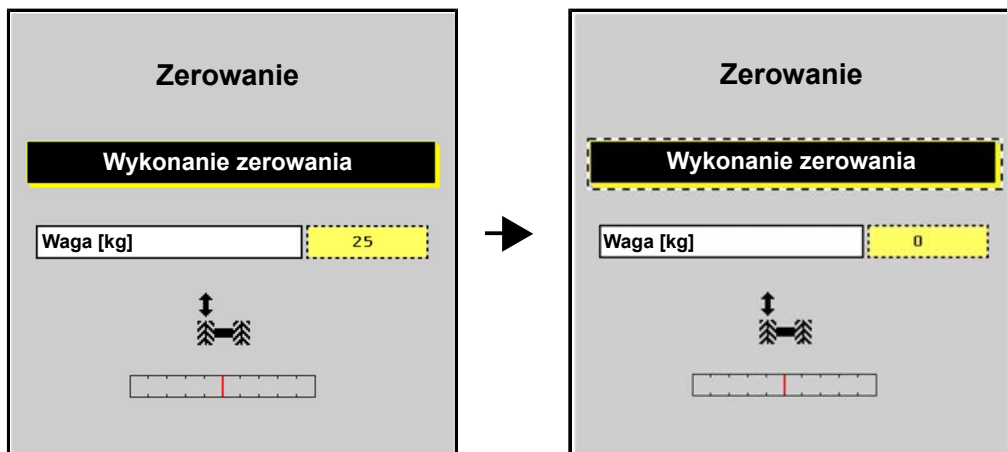 Zerowanie
Wykonanie zerowania
Waga [kg] 25
Zerowanie
Wykonanie zerowania
Waga [kg] 0